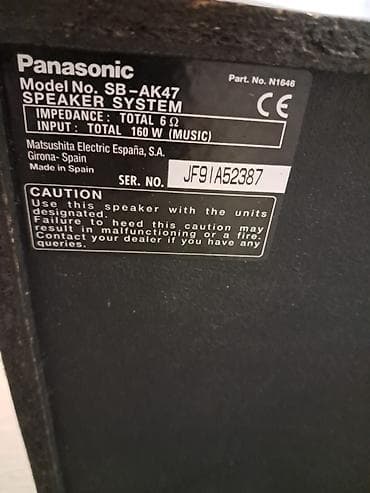 Panasonic
Part. No. N1646
Model No. SB-AK47
SPEAKER SYSTEM
CE
IMPEDANCE: TOTAL 6 Ω
INPUT: TOTAL 160 W (MUSIC)
Matsushita Electric España, S.A.
Girona- Spain
Made in Spain
SER. NO. JF9IA52387
CAUTION
Use this speaker with the units
designated.
Failure to heed this caution may
result in malfunctioning or a fire.
Contact your dealer if you have any
queries.